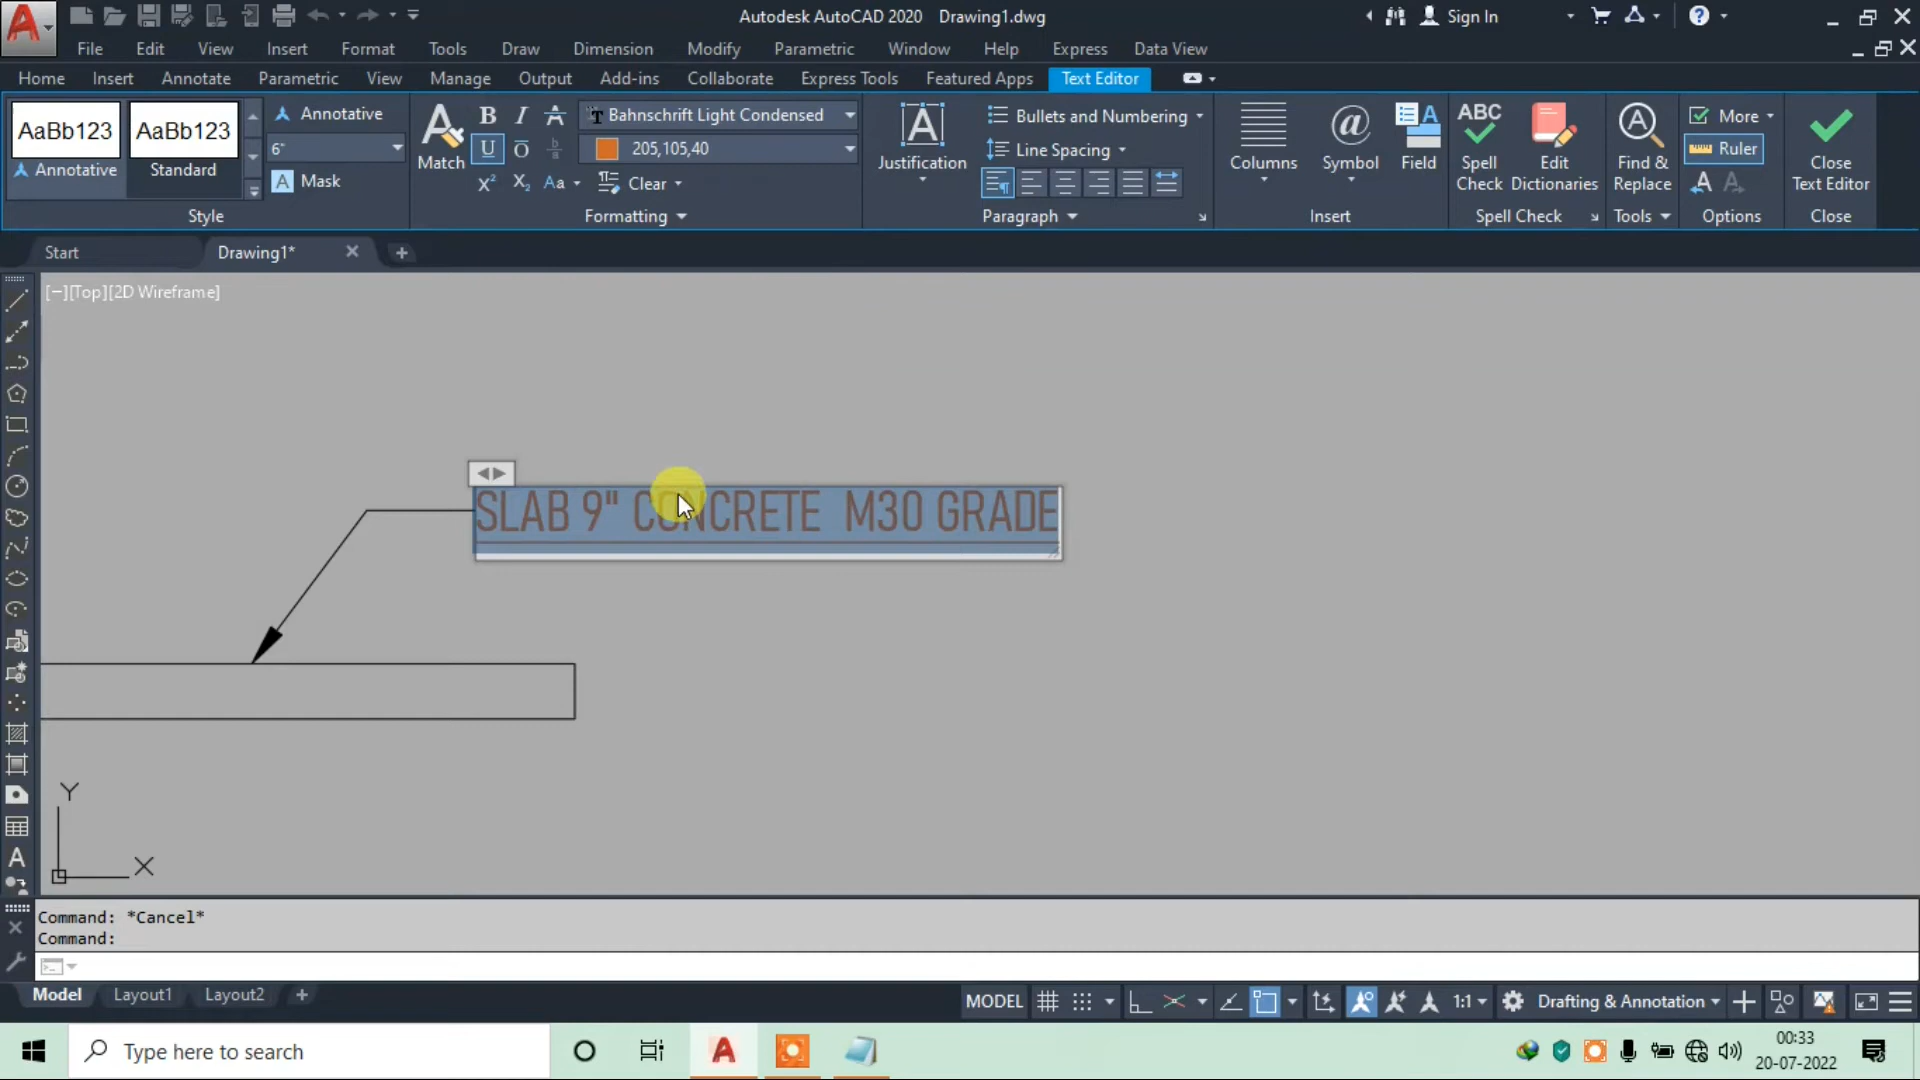 Autodesk AutoCAD 2020 Drawing1.dwg Sign In
File Edit View Insert Format Tools Draw Dimension Modify Parametric Window Help Express Data View
Home Insert Annotate Parametric View Manage Output Add-ins Collaborate Express Tools Featured Apps Text Editor
AaBb123 AaBb123
Annotative Standard
Annotative
6"
Mask
Style
Match
B I A
Bahnschrift Light Condensed
U O b/a
205,105,40
X² X₂ Aa Clear
Formatting
Justification
Bullets and Numbering
Line Spacing
Paragraph
Columns
Symbol
Field
Insert
ABC
Spell Check
Edit Dictionaries
Spell Check
Find & Replace
Tools
More
Ruler
Options
Close Text Editor
Close
Start Drawing1*
[−][Top][2D Wireframe]
SLAB 9" CONCRETE M30 GRADE
Y
X
Command: *Cancel*
Command:
Model Layout1 Layout2
MODEL 1:1 Drafting & Annotation
Type here to search
00:33
20-07-2022